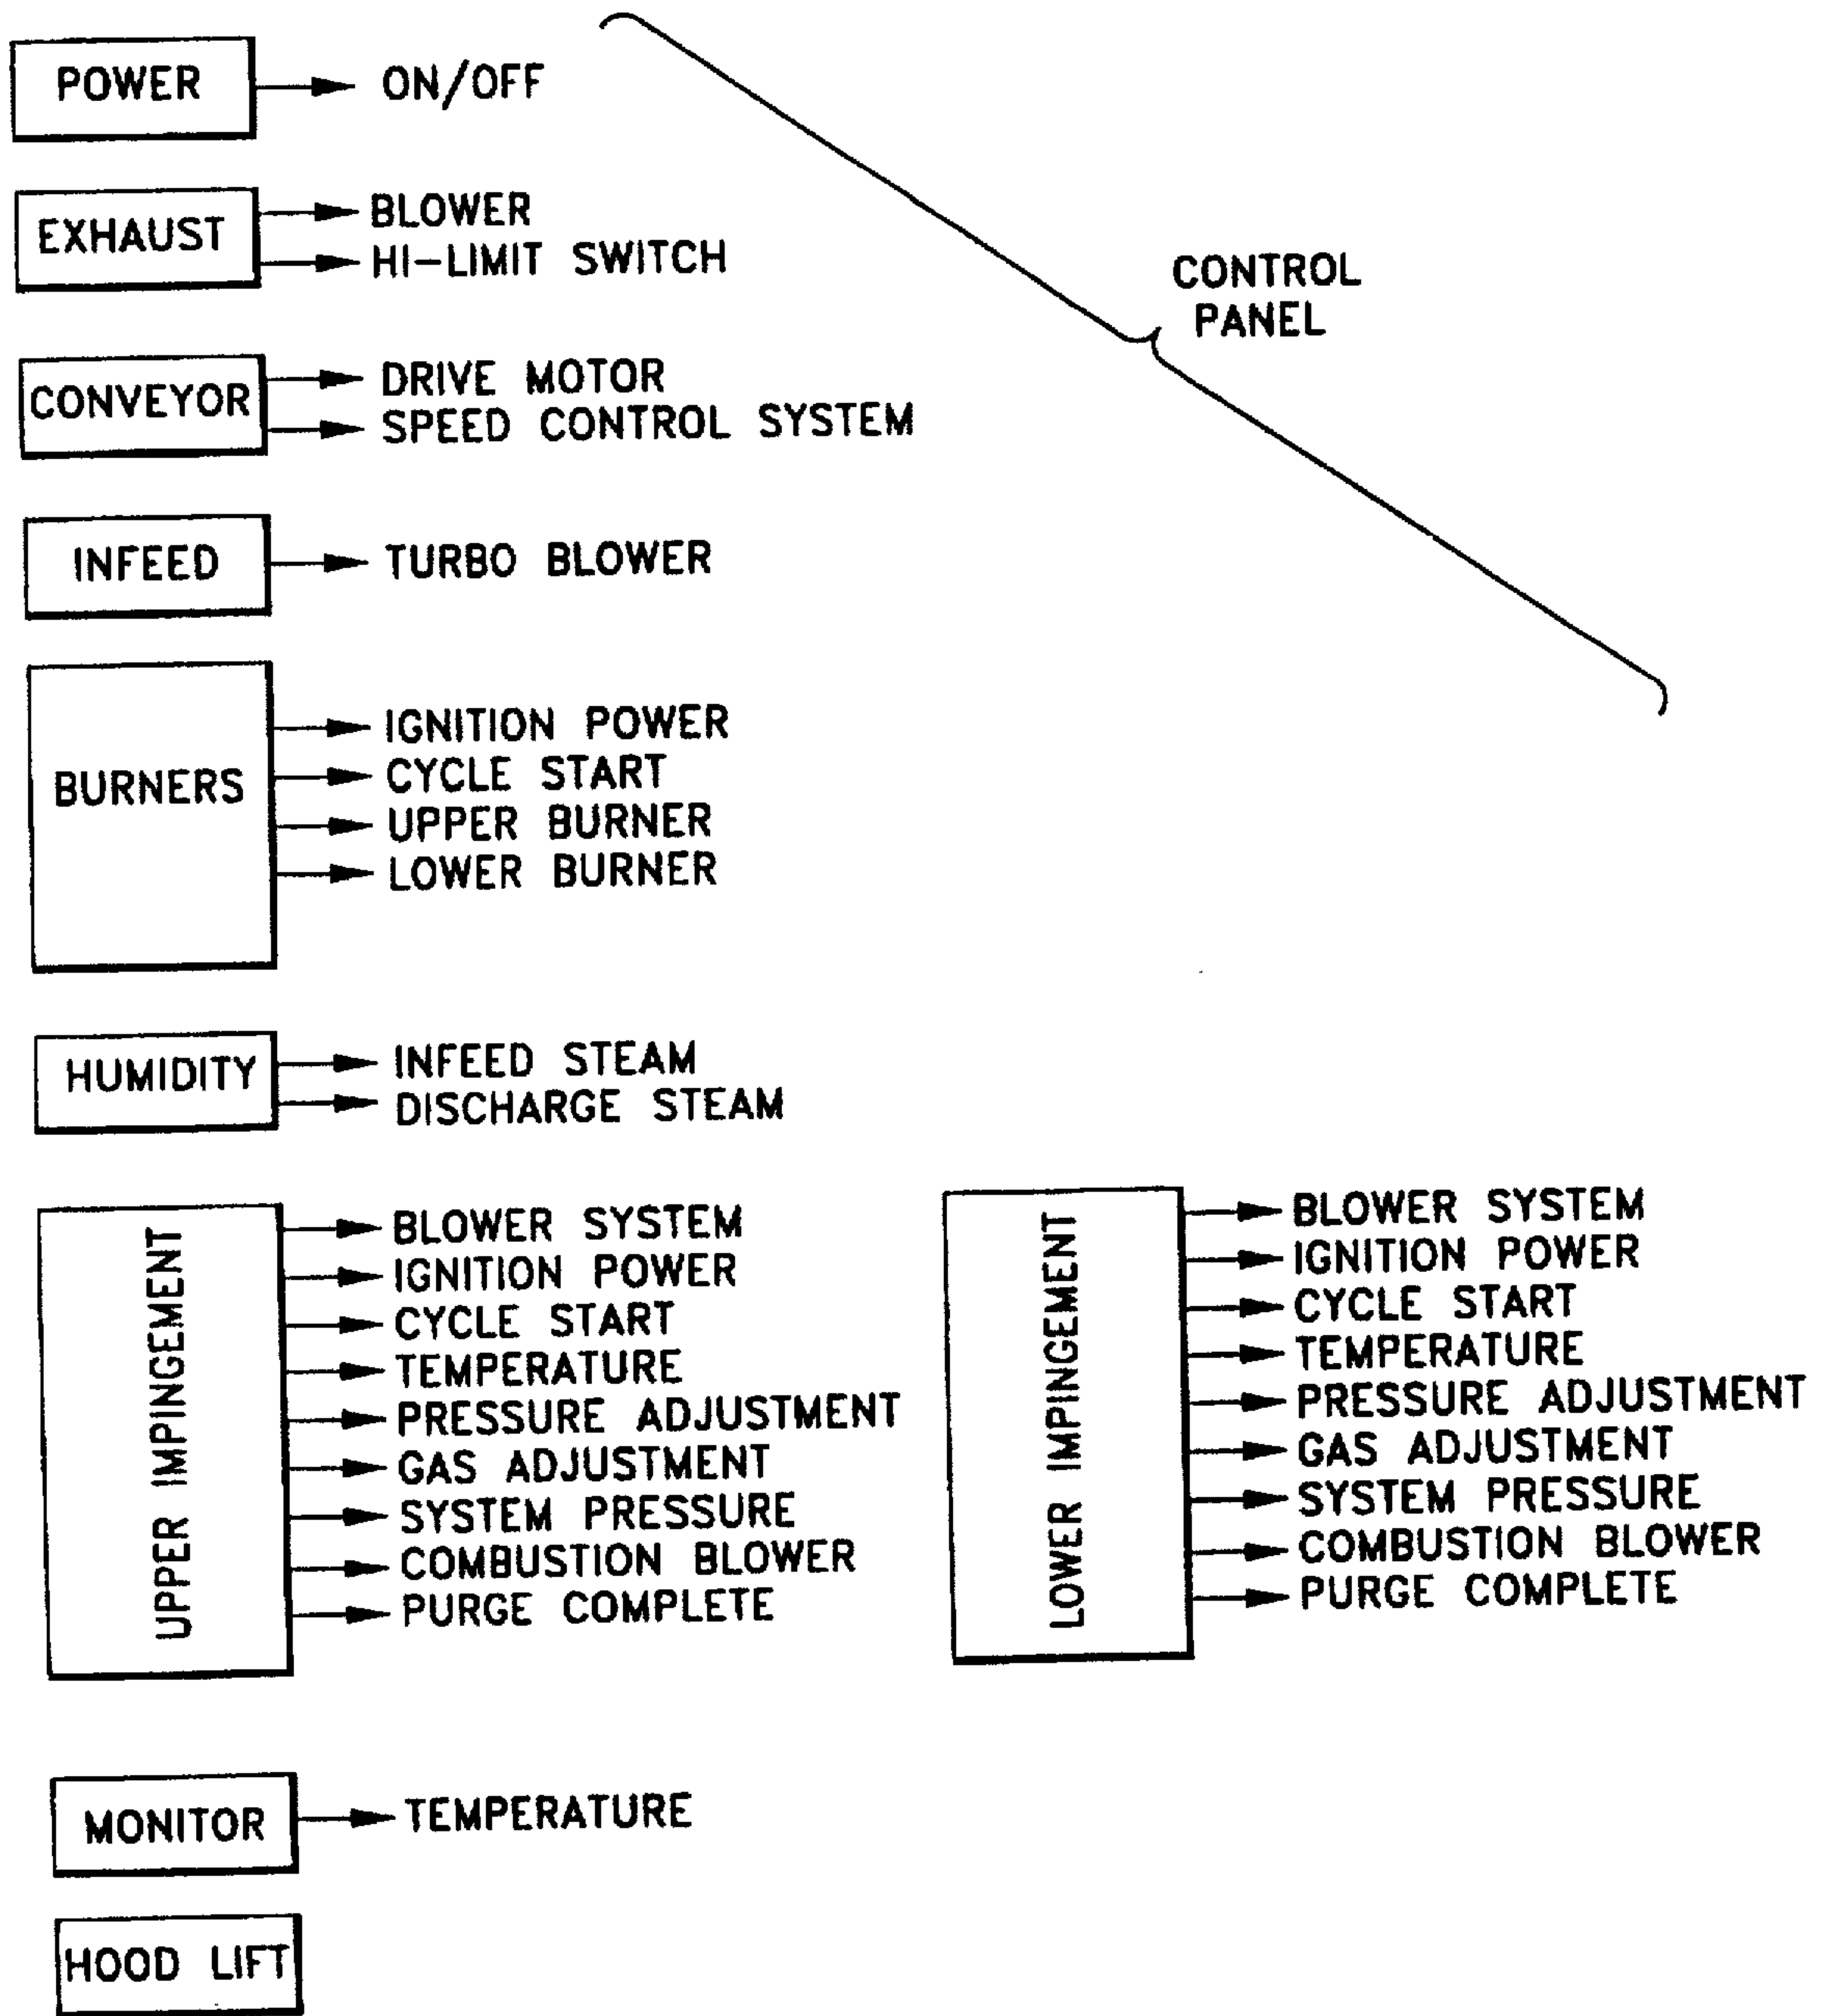 POWER
ON/OFF
EXHAUST
BLOWER
HI-LIMIT SWITCH
CONTROL
PANEL
CONVEYOR
DRIVE MOTOR
SPEED CONTROL SYSTEM
INFEED
TURBO BLOWER
BURNERS
IGNITION POWER
CYCLE START
UPPER BURNER
LOWER BURNER
HUMIDITY
INFEED STEAM
DISCHARGE STEAM
UPPER IMPINGEMENT
BLOWER SYSTEM
IGNITION POWER
CYCLE START
TEMPERATURE
PRESSURE ADJUSTMENT
GAS ADJUSTMENT
SYSTEM PRESSURE
COMBUSTION BLOWER
PURGE COMPLETE
LOWER IMPINGEMENT
BLOWER SYSTEM
IGNITION POWER
CYCLE START
TEMPERATURE
PRESSURE ADJUSTMENT
GAS ADJUSTMENT
SYSTEM PRESSURE
COMBUSTION BLOWER
PURGE COMPLETE
MONITOR
TEMPERATURE
HOOD LIFT